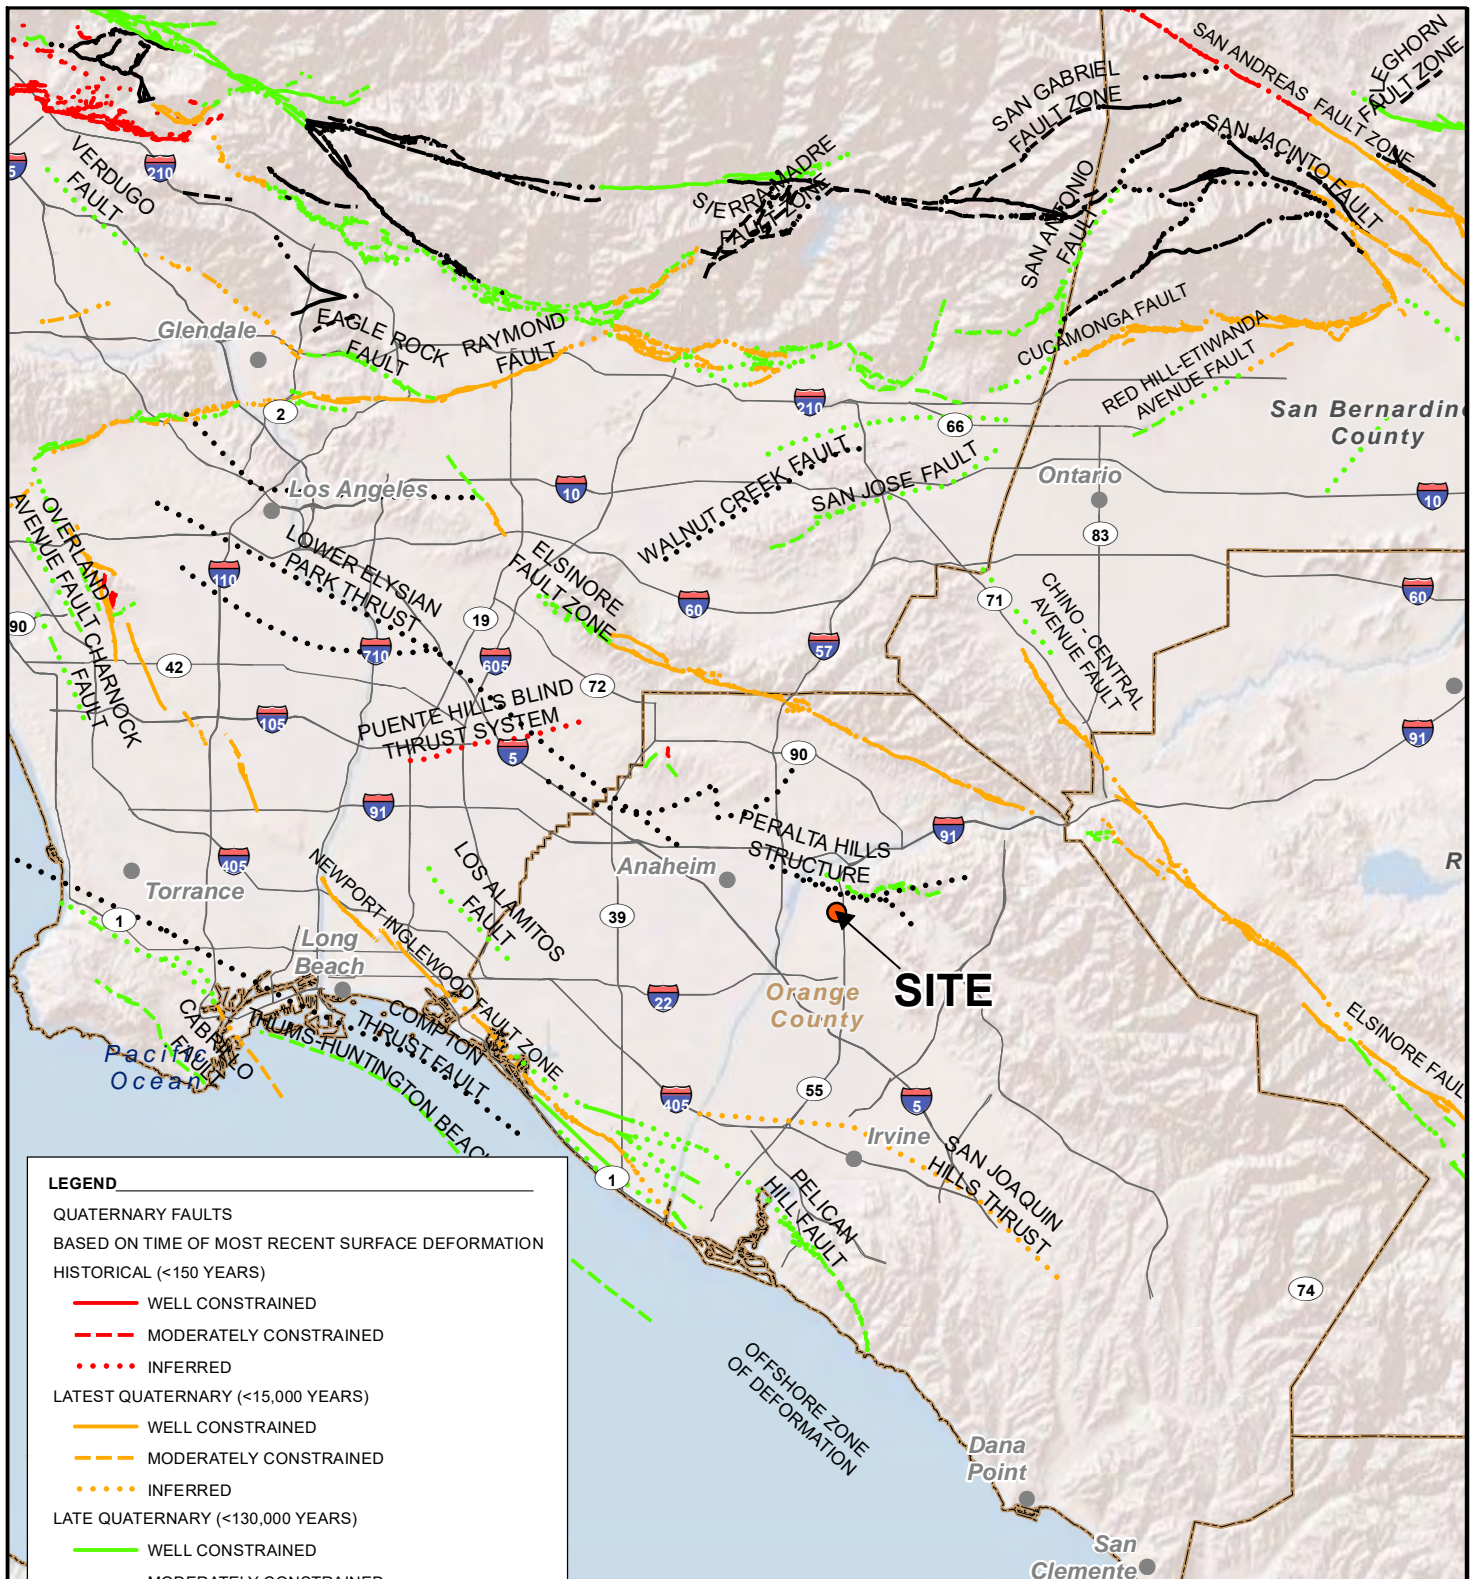 SAN ANDREAS FAULT ZONE
CLEGHORN
FAULT ZONE
SAN GABRIEL
FAULT ZONE
SAN JACINTO FAULT
VERDUGO
FAULT
5
210
SIERRA MADRE
FAULT ZONE
SAN ANTONIO
FAULT
CUCAMONGA FAULT
RED HILL-ETIWANDA
AVENUE FAULT
Glendale
EAGLE ROCK
FAULT
RAYMOND
FAULT
2
210
66
San Bernardino
County
WALNUT CREEK FAULT
SAN JOSE FAULT
Ontario
Los Angeles
10
10
83
OVERLAND
AVENUE FAULT
CHARNOCK
FAULT
LOWER ELYSIAN
PARK THRUST
ELSINORE
FAULT ZONE
110
60
60
71
CHINO - CENTRAL
AVENUE FAULT
90
19
42
710
605
57
72
PUENTE HILLS BLIND
THRUST SYSTEM
105
5
90
91
91
91
PERALTA HILLS
STRUCTURE
405
Torrance
NEWPORT INGLEWOOD FAULT ZONE
LOS ALAMITOS
FAULT
Anaheim
R
1
39
Long
Beach
SITE
22
Orange
County
CABRILLO
FAULT
THUMS-HUNTINGTON BEACH
COMPTON
THRUST FAULT
Pacific
Ocean
ELSINORE FAUL
405
55
5
Irvine
SAN JOAQUIN
HILLS THRUST
1
PELICAN
HILL FAULT
74
OFFSHORE ZONE
OF DEFORMATION
Dana
Point
San
Clemente
LEGEND
QUATERNARY FAULTS
BASED ON TIME OF MOST RECENT SURFACE DEFORMATION
HISTORICAL (<150 YEARS)
WELL CONSTRAINED
MODERATELY CONSTRAINED
INFERRED
LATEST QUATERNARY (<15,000 YEARS)
WELL CONSTRAINED
MODERATELY CONSTRAINED
INFERRED
LATE QUATERNARY (<130,000 YEARS)
WELL CONSTRAINED
MODERATELY CONSTRAINED